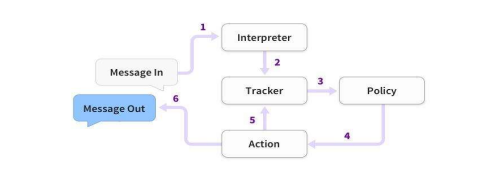 1
Interpreter
2
Message In
Tracker
3
Policy
Message Out
6
5
4
Action